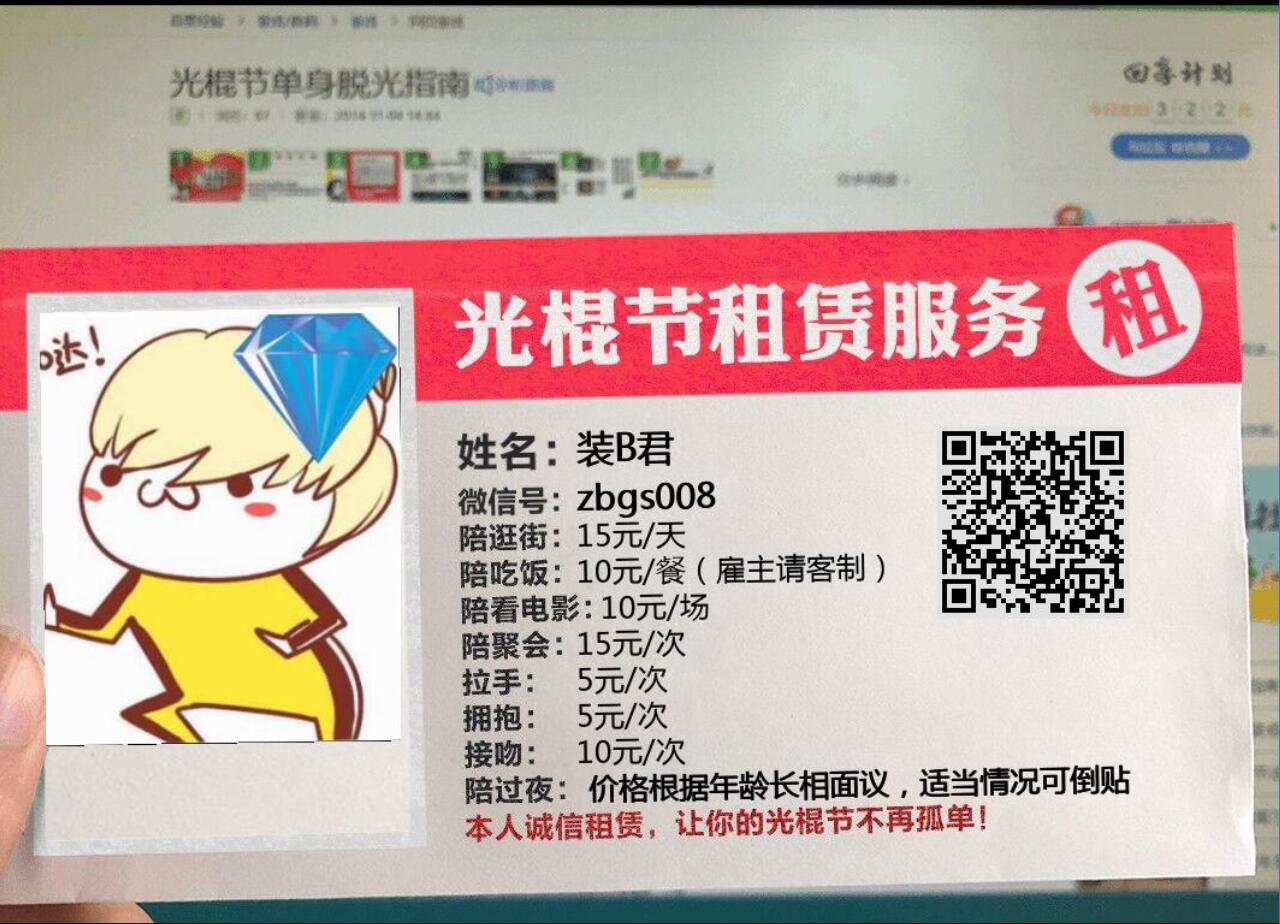 光棍节单身脱光指南
回享计划
3 2 2
光棍节租赁服务
租
哒!
姓名：装B君
微信号：zbgs008
陪逛街：15元/天
陪吃饭：10元/餐（雇主请客制）
陪看电影：10元/场
陪聚会：15元/次
拉手： 5元/次
拥抱： 5元/次
接吻： 10元/次
陪过夜： 价格根据年龄长相面议，适当情况可倒贴
本人诚信租赁，让你的光棍节不再孤单！